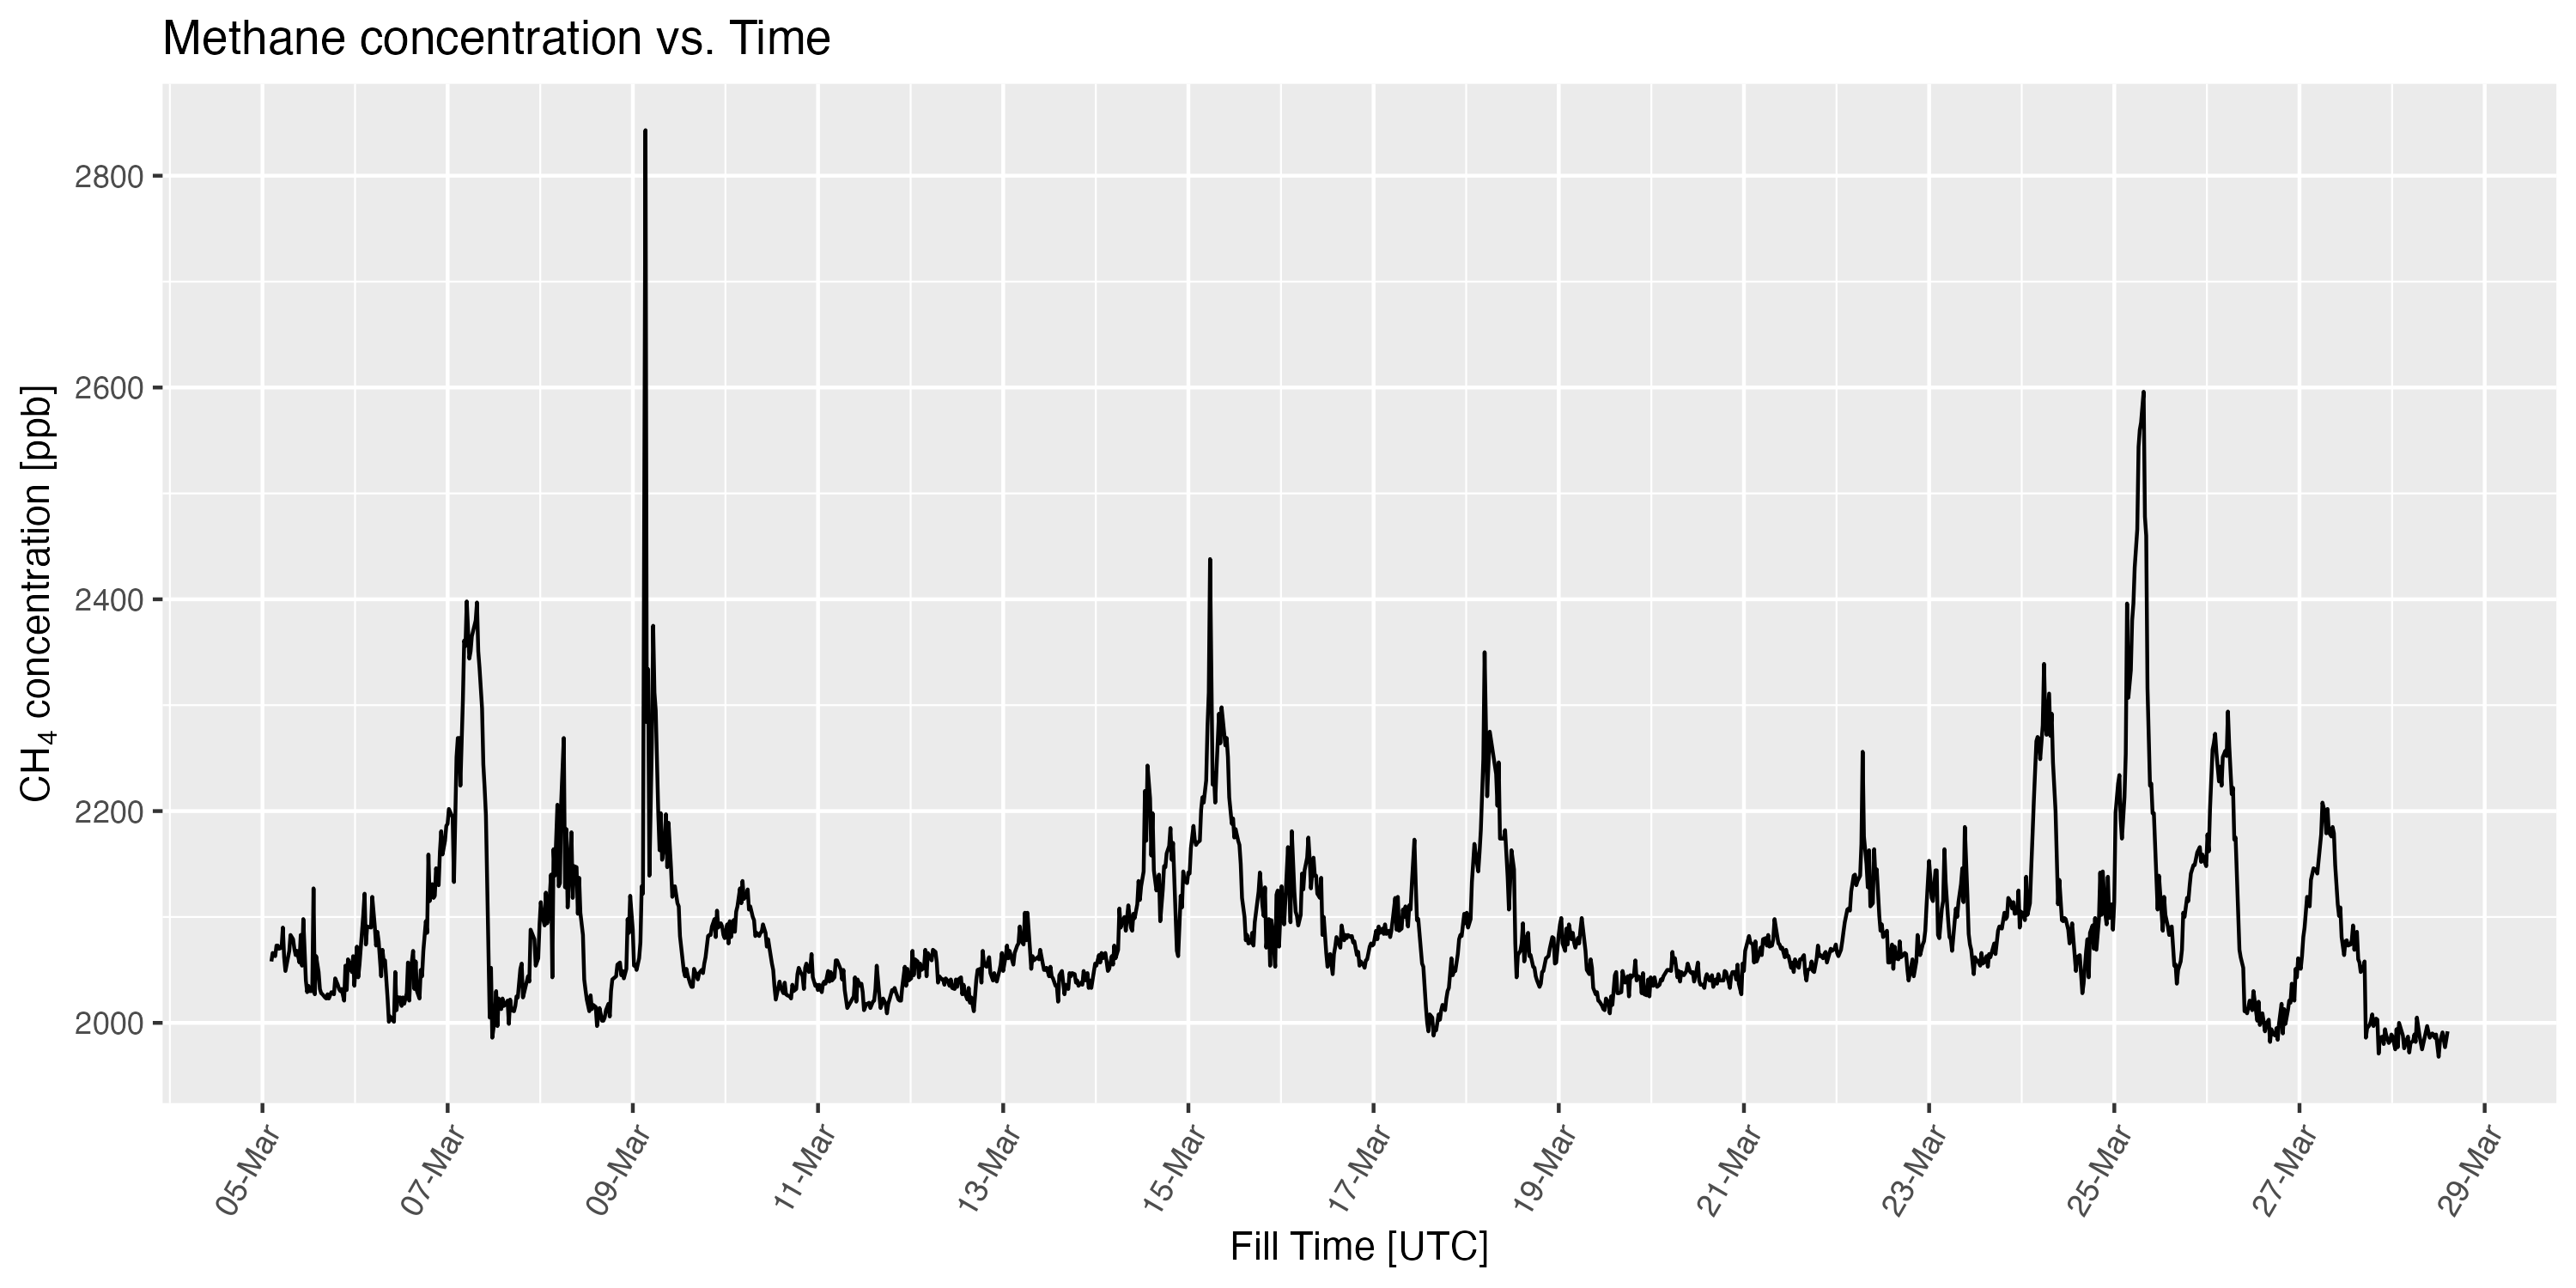 Methane concentration vs. Time
CH₄ concentration [ppb]
2800
2600
2400
2200
2000
05-Mar
07-Mar
09-Mar
11-Mar
13-Mar
15-Mar
17-Mar
19-Mar
21-Mar
23-Mar
25-Mar
27-Mar
29-Mar
Fill Time [UTC]